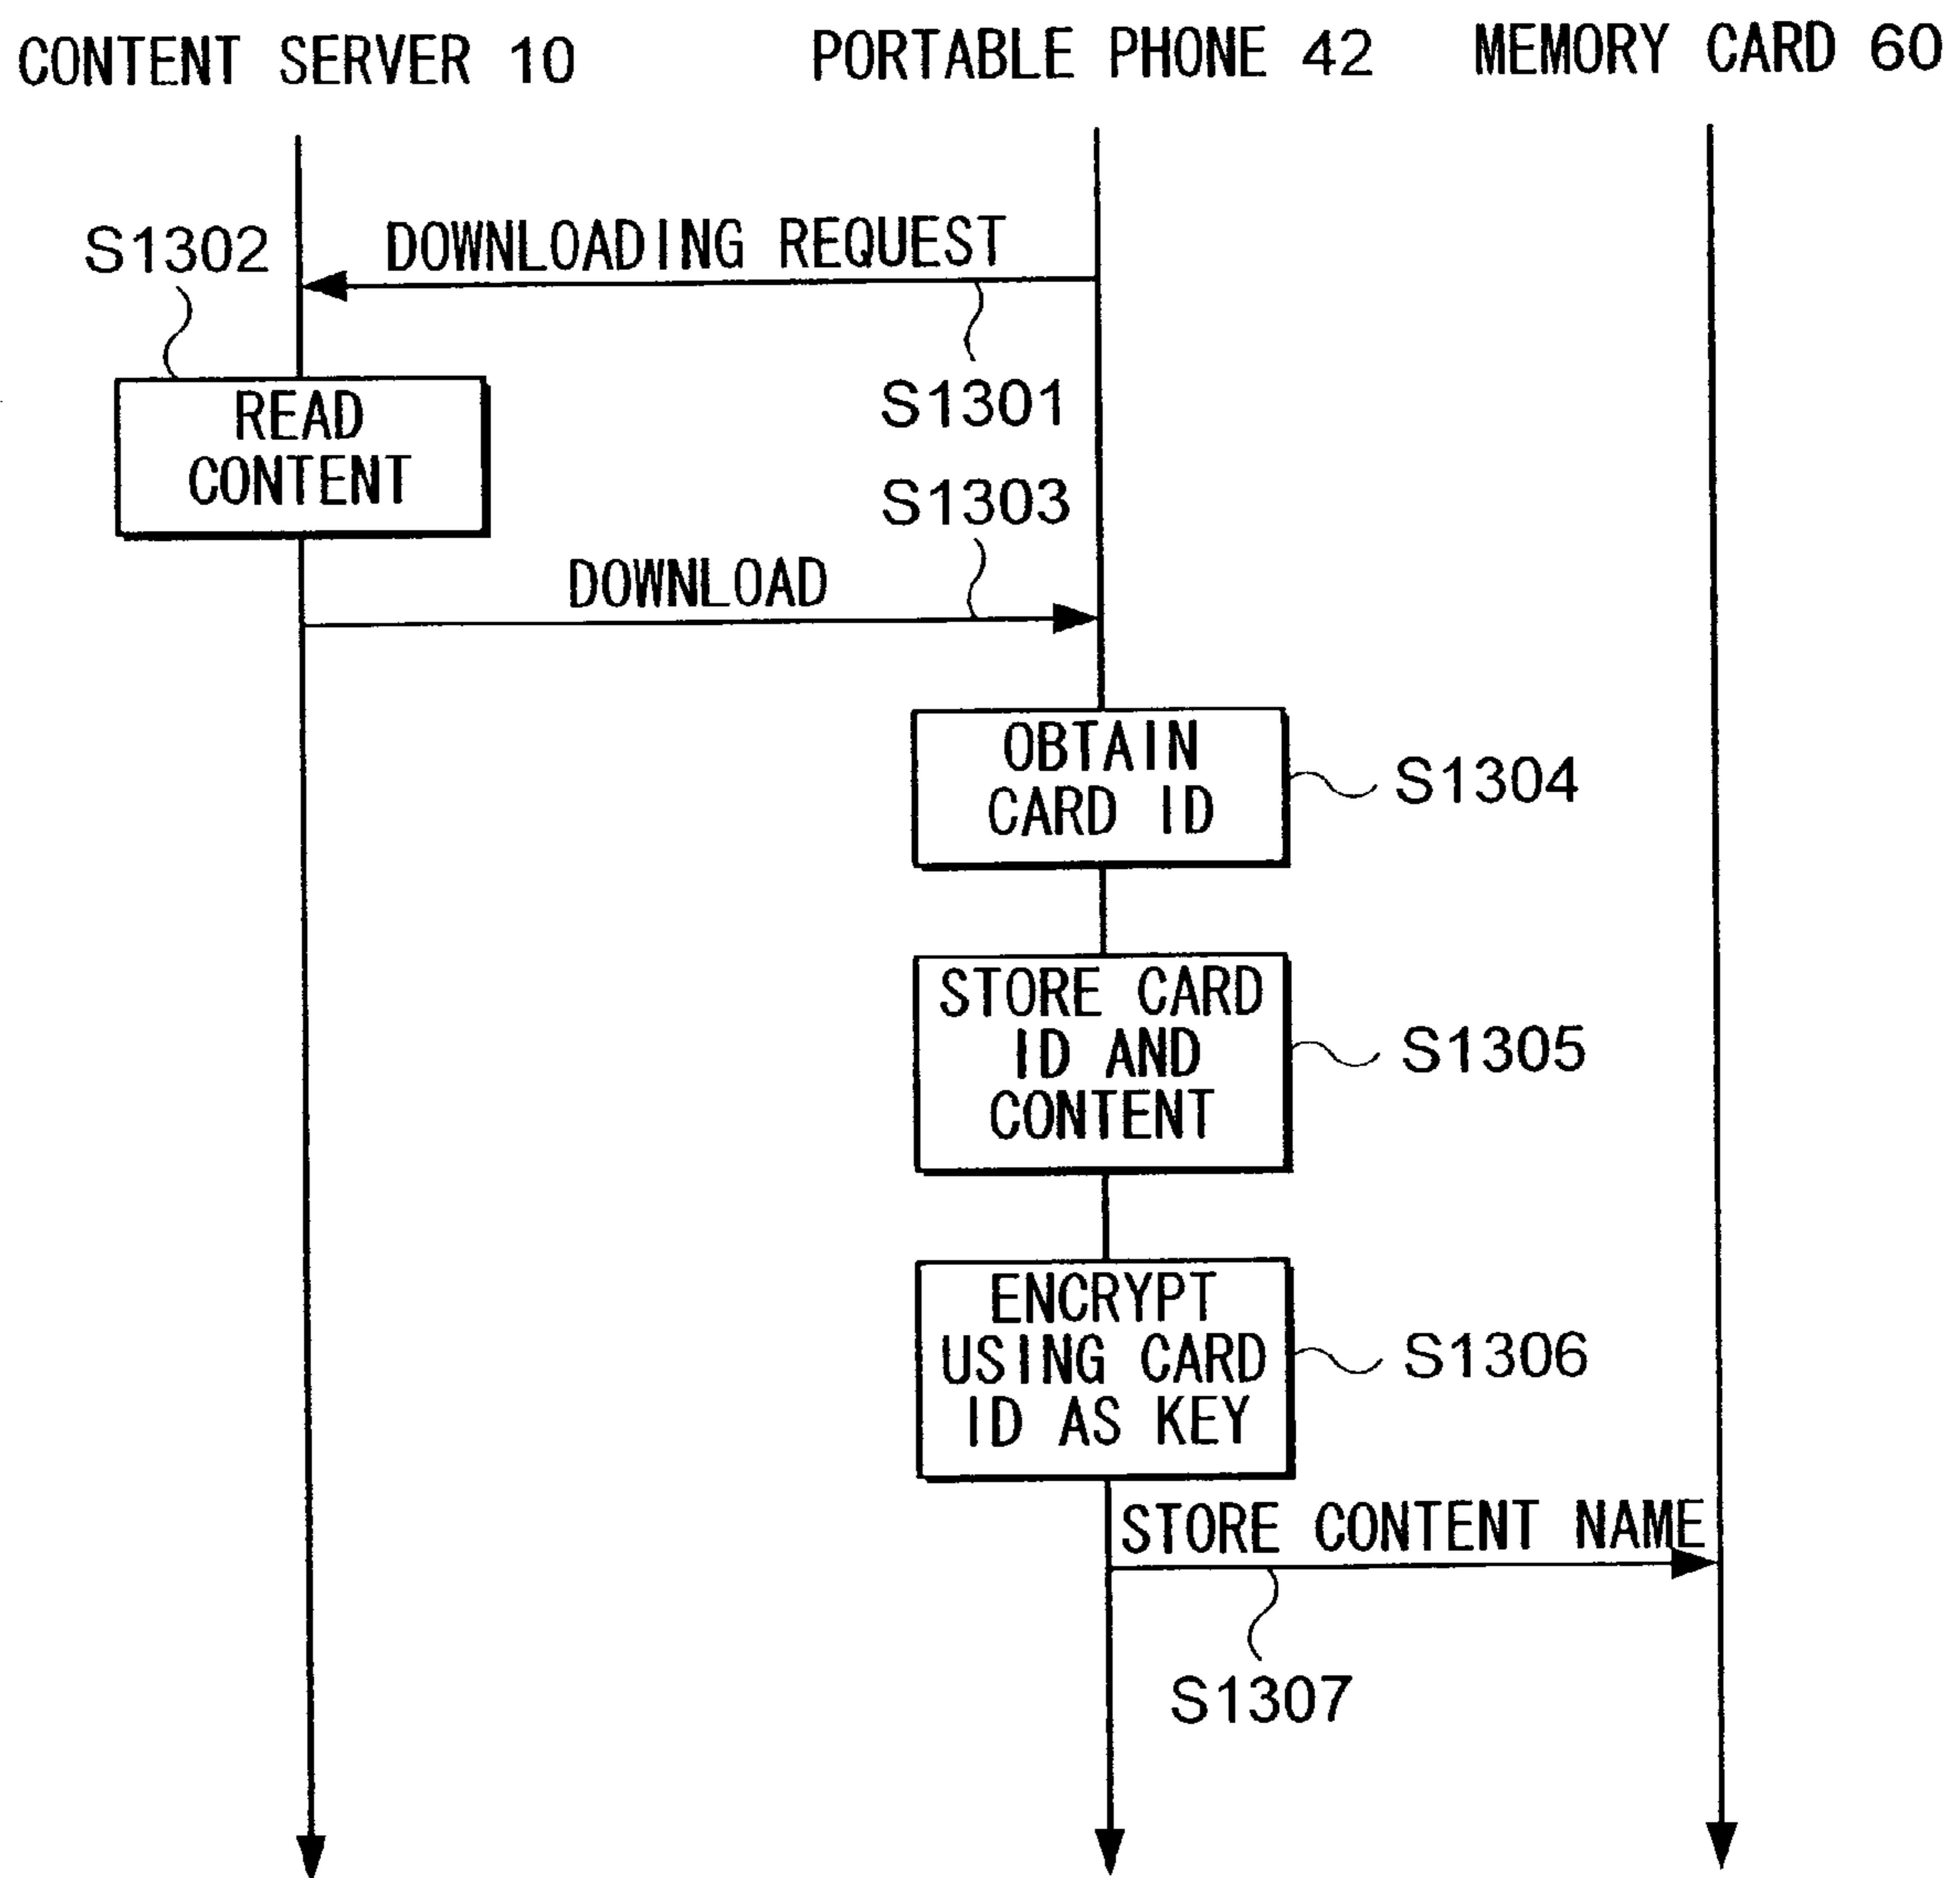 CONTENT SERVER 10
PORTABLE PHONE 42
MEMORY CARD 60
DOWNLOADING REQUEST
S1302
S1301
READ
CONTENT
S1303
DOWNLOAD
OBTAIN
CARD ID
S1304
STORE CARD
ID AND
CONTENT
S1305
ENCRYPT
USING CARD
ID AS KEY
S1306
STORE CONTENT NAME
S1307